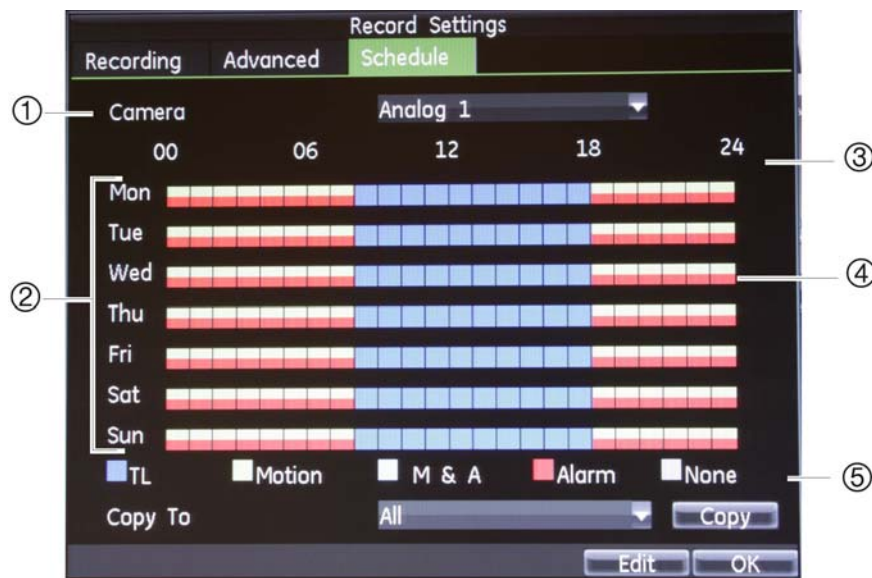 Record Settings
Recording Advanced Schedule
① Camera Analog 1
00 06 12 18 24 ③
Mon
Tue
Wed ④
② Thu
Fri
Sat
Sun
TL Motion M & A Alarm None ⑤
Copy To All Copy
Edit OK